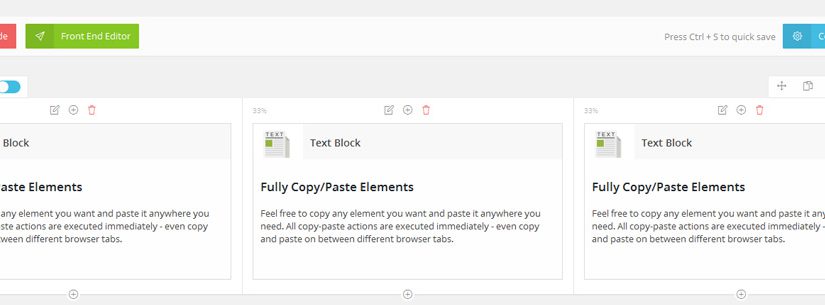 de Front End Editor Press Ctrl + S to quick save C
33% 33%
Block TEXT Text Block TEXT Text Block
aste Elements Fully Copy/Paste Elements Fully Copy/Paste Elements
any element you want and paste it anywhere you Feel free to copy any element you want and paste it anywhere you Feel free to copy any element you want and paste it anyw
ste actions are executed immediately - even copy need. All copy-paste actions are executed immediately - even copy need. All copy-paste actions are executed immediately - ev
ween different browser tabs. and paste on between different browser tabs. and paste on between different browser tabs.